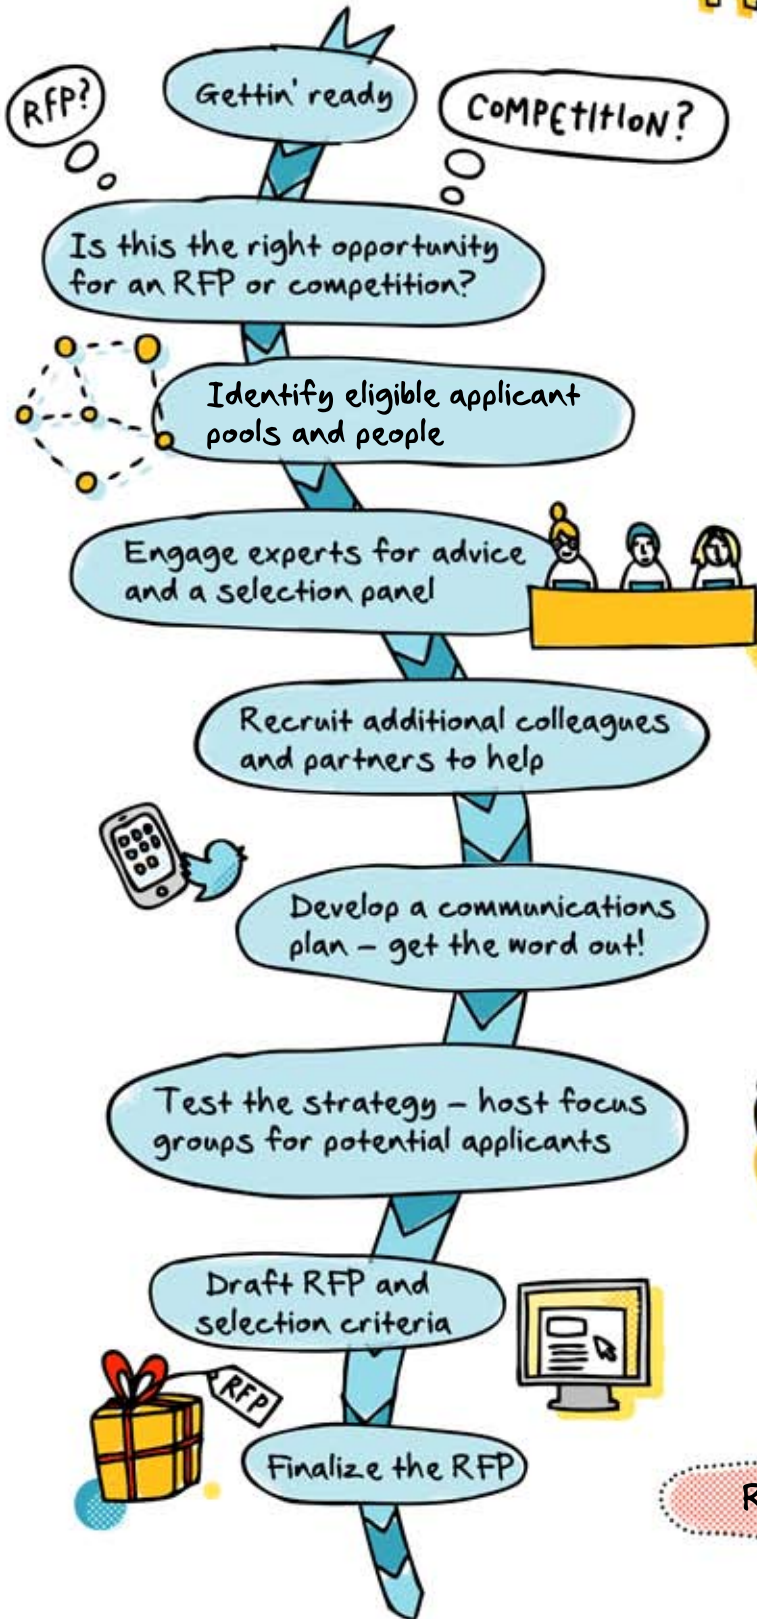 RFP?
Gettin' ready
COMPETITION?
Is this the right opportunity
for an RFP or competition?
Identify eligible applicant
pools and people
Engage experts for advice
and a selection panel
Recruit additional colleagues
and partners to help
Develop a communications
plan – get the word out!
Test the strategy – host focus
groups for potential applicants
Draft RFP and
selection criteria
RFP
Finalize the RFP